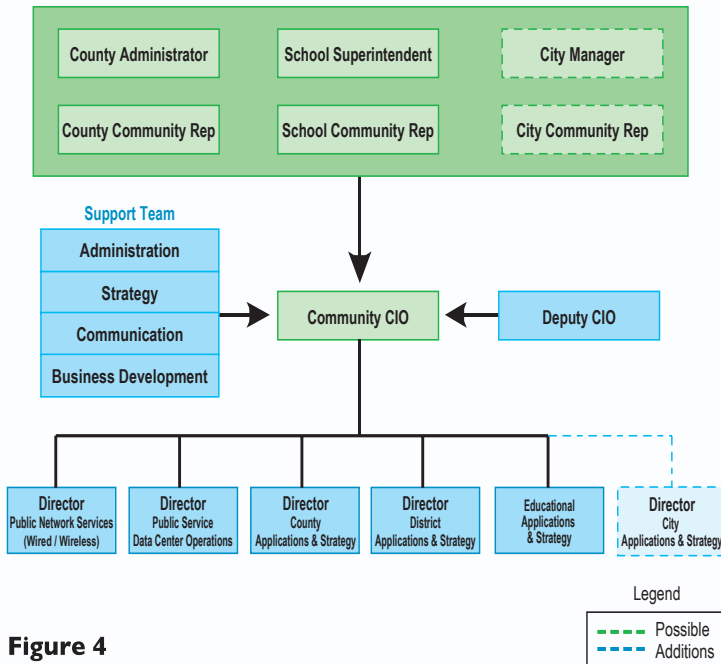 County Administrator
School Superintendent
City Manager
County Community Rep
School Community Rep
City Community Rep
Support Team
Administration
Strategy
Communication
Business Development
Community CIO
Deputy CIO
Director
Public Network Services
(Wired / Wireless)
Director
Public Service
Data Center Operations
Director
County
Applications & Strategy
Director
District
Applications & Strategy
Educational
Applications
& Strategy
Director
City
Applications & Strategy
Legend
Possible
Additions
Figure 4